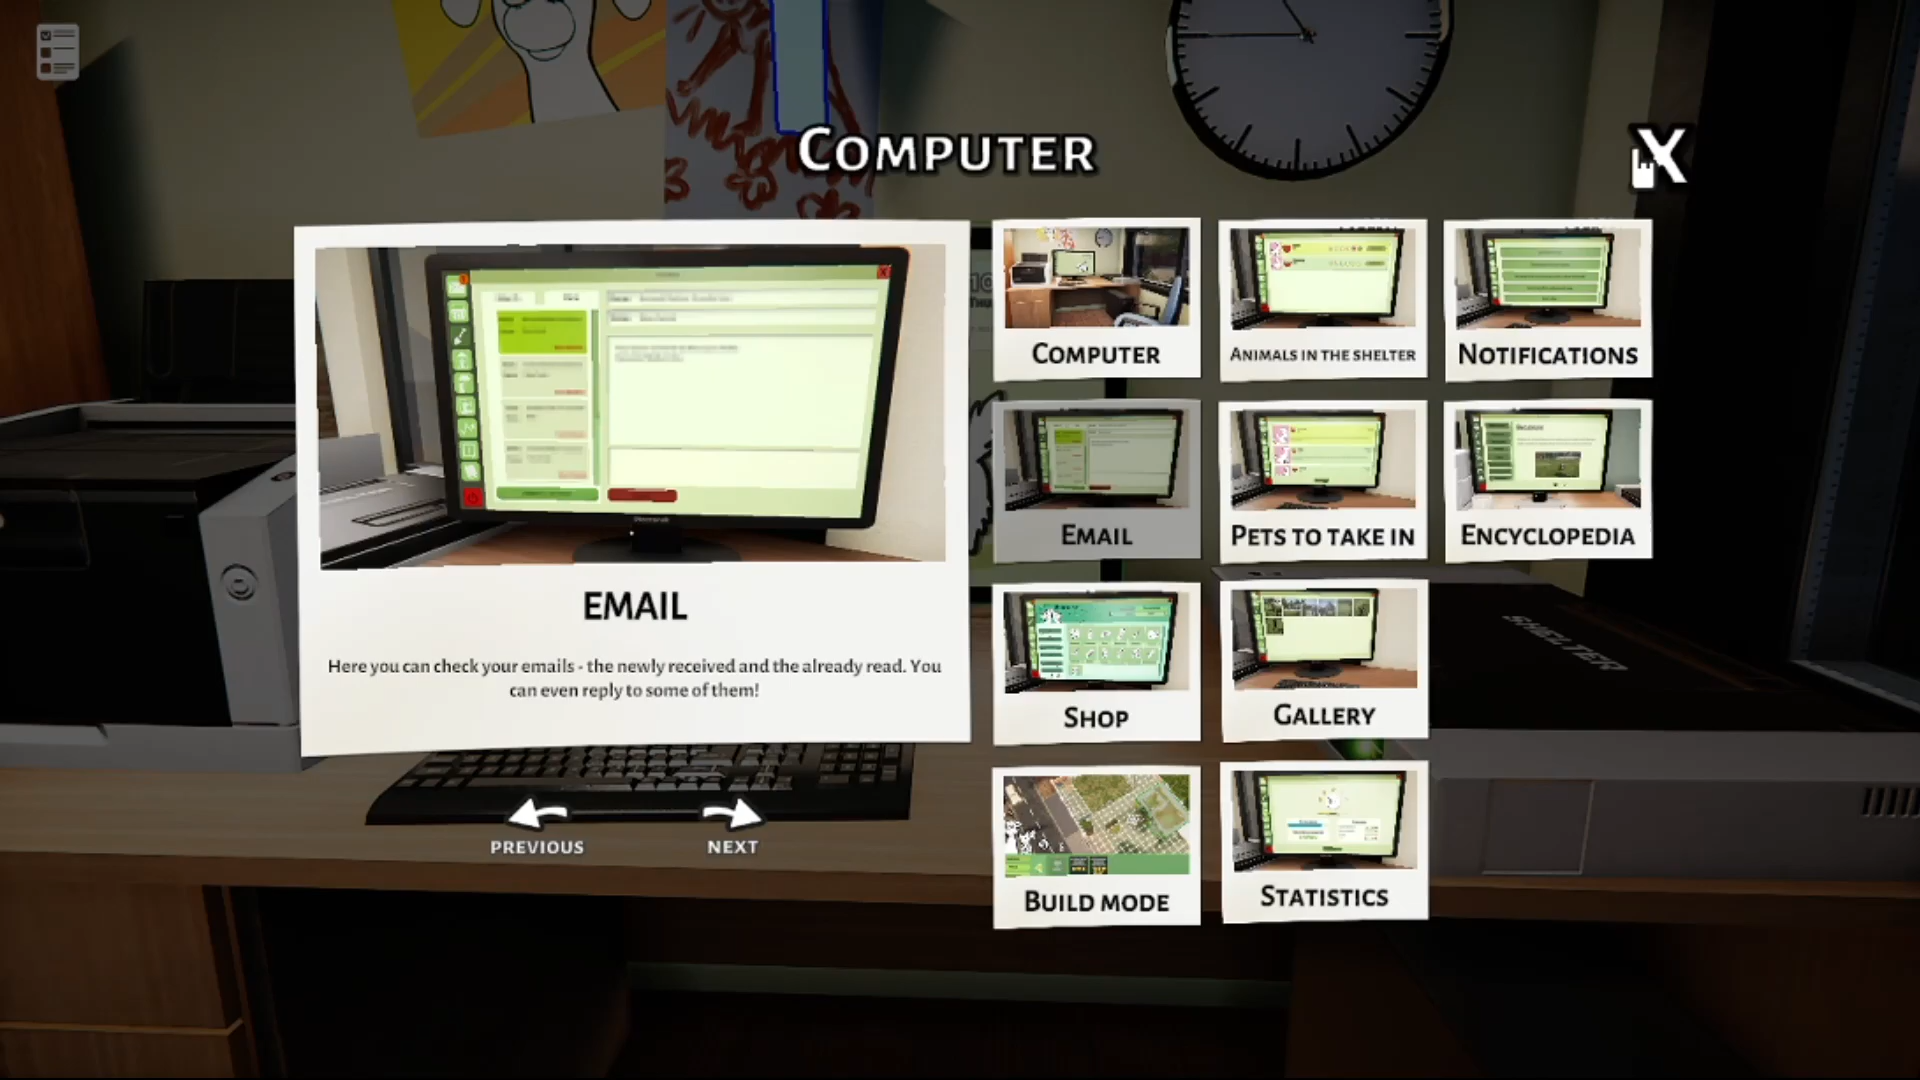 COMPUTER
X
EMAIL
Here you can check your emails - the newly received and the already read. You
can even reply to some of them!
PREVIOUS
NEXT
COMPUTER
ANIMALS IN THE SHELTER
NOTIFICATIONS
EMAIL
PETS TO TAKE IN
ENCYCLOPEDIA
SHOP
GALLERY
BUILD MODE
STATISTICS
SHELTER